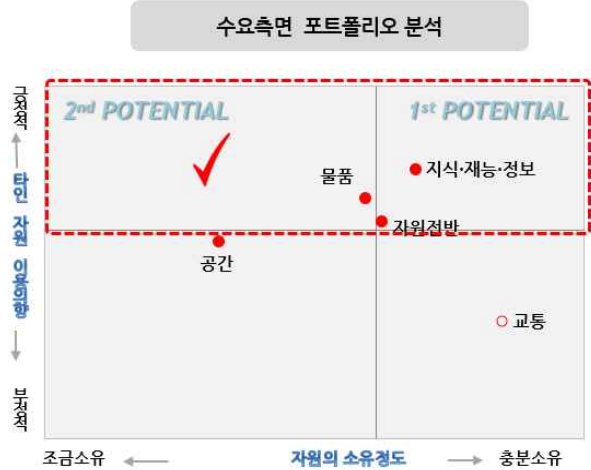 수요측면 포트폴리오 분석
긍정적
타인 자원 이용의향
부정적
2nd POTENTIAL
1st POTENTIAL
물품
지식·재능·정보
자원전반
공간
교통
조금소유
자원의 소유정도
충분소유